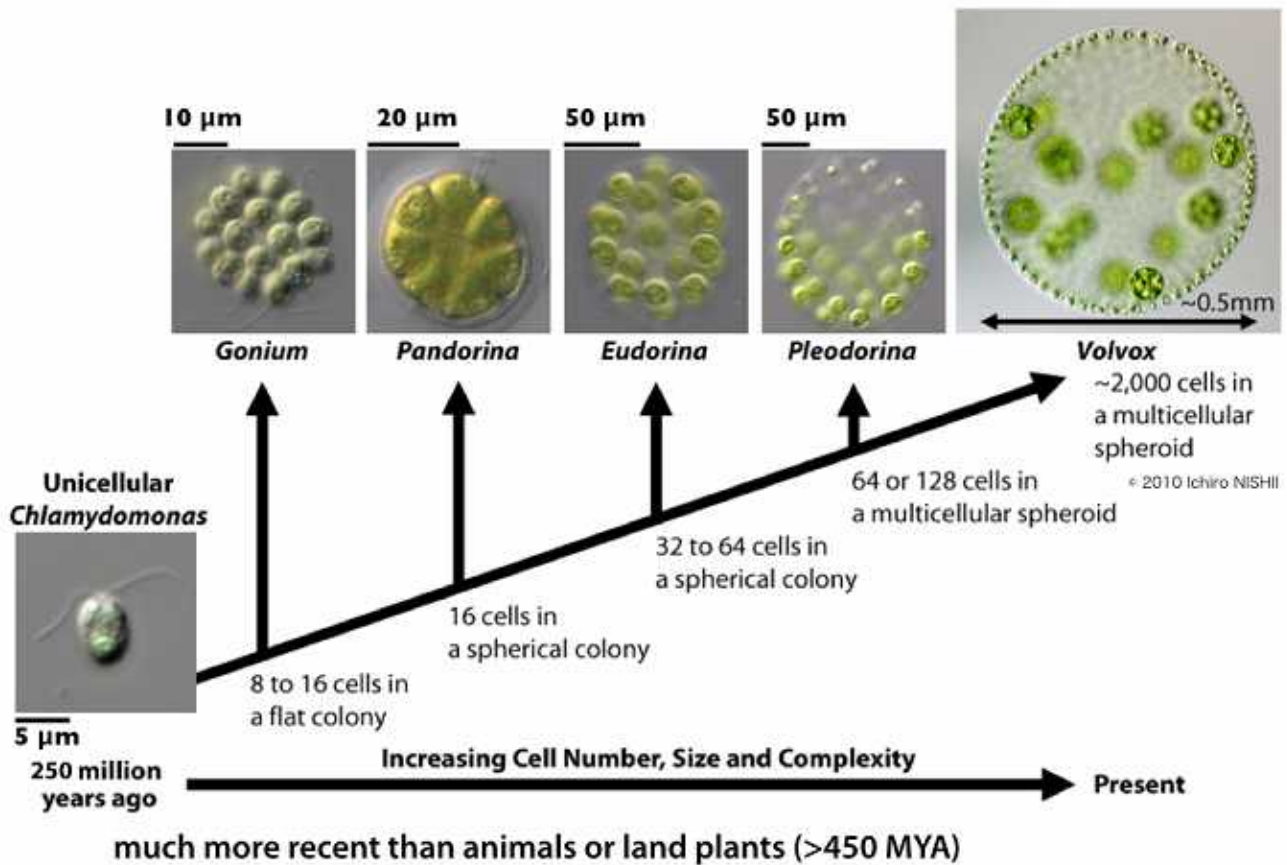 10 µm
20 µm
50 µm
50 µm
~0.5mm
Gonium
Pandorina
Eudorina
Pleodorina
Volvox
~2,000 cells in
a multicellular
spheroid
© 2010 Ichiro NISHII
Unicellular
Chlamydomonas
64 or 128 cells in
a multicellular spheroid
32 to 64 cells in
a spherical colony
16 cells in
a spherical colony
8 to 16 cells in
a flat colony
5 µm
250 million
years ago
Increasing Cell Number, Size and Complexity
Present
much more recent than animals or land plants (>450 MYA)